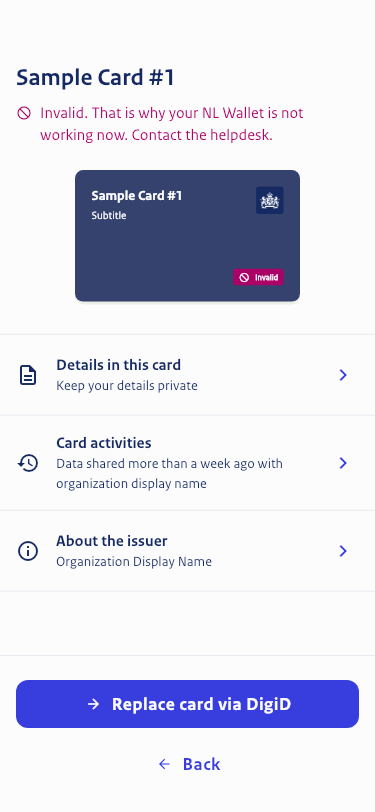 Sample Card #1
Invalid. That is why your NL Wallet is not
working now. Contact the helpdesk.
Sample Card #1
Subtitle
Invalid
Details in this card
Keep your details private
Card activities
Data shared more than a week ago with
organization display name
About the issuer
Organization Display Name
Replace card via DigiD
Back